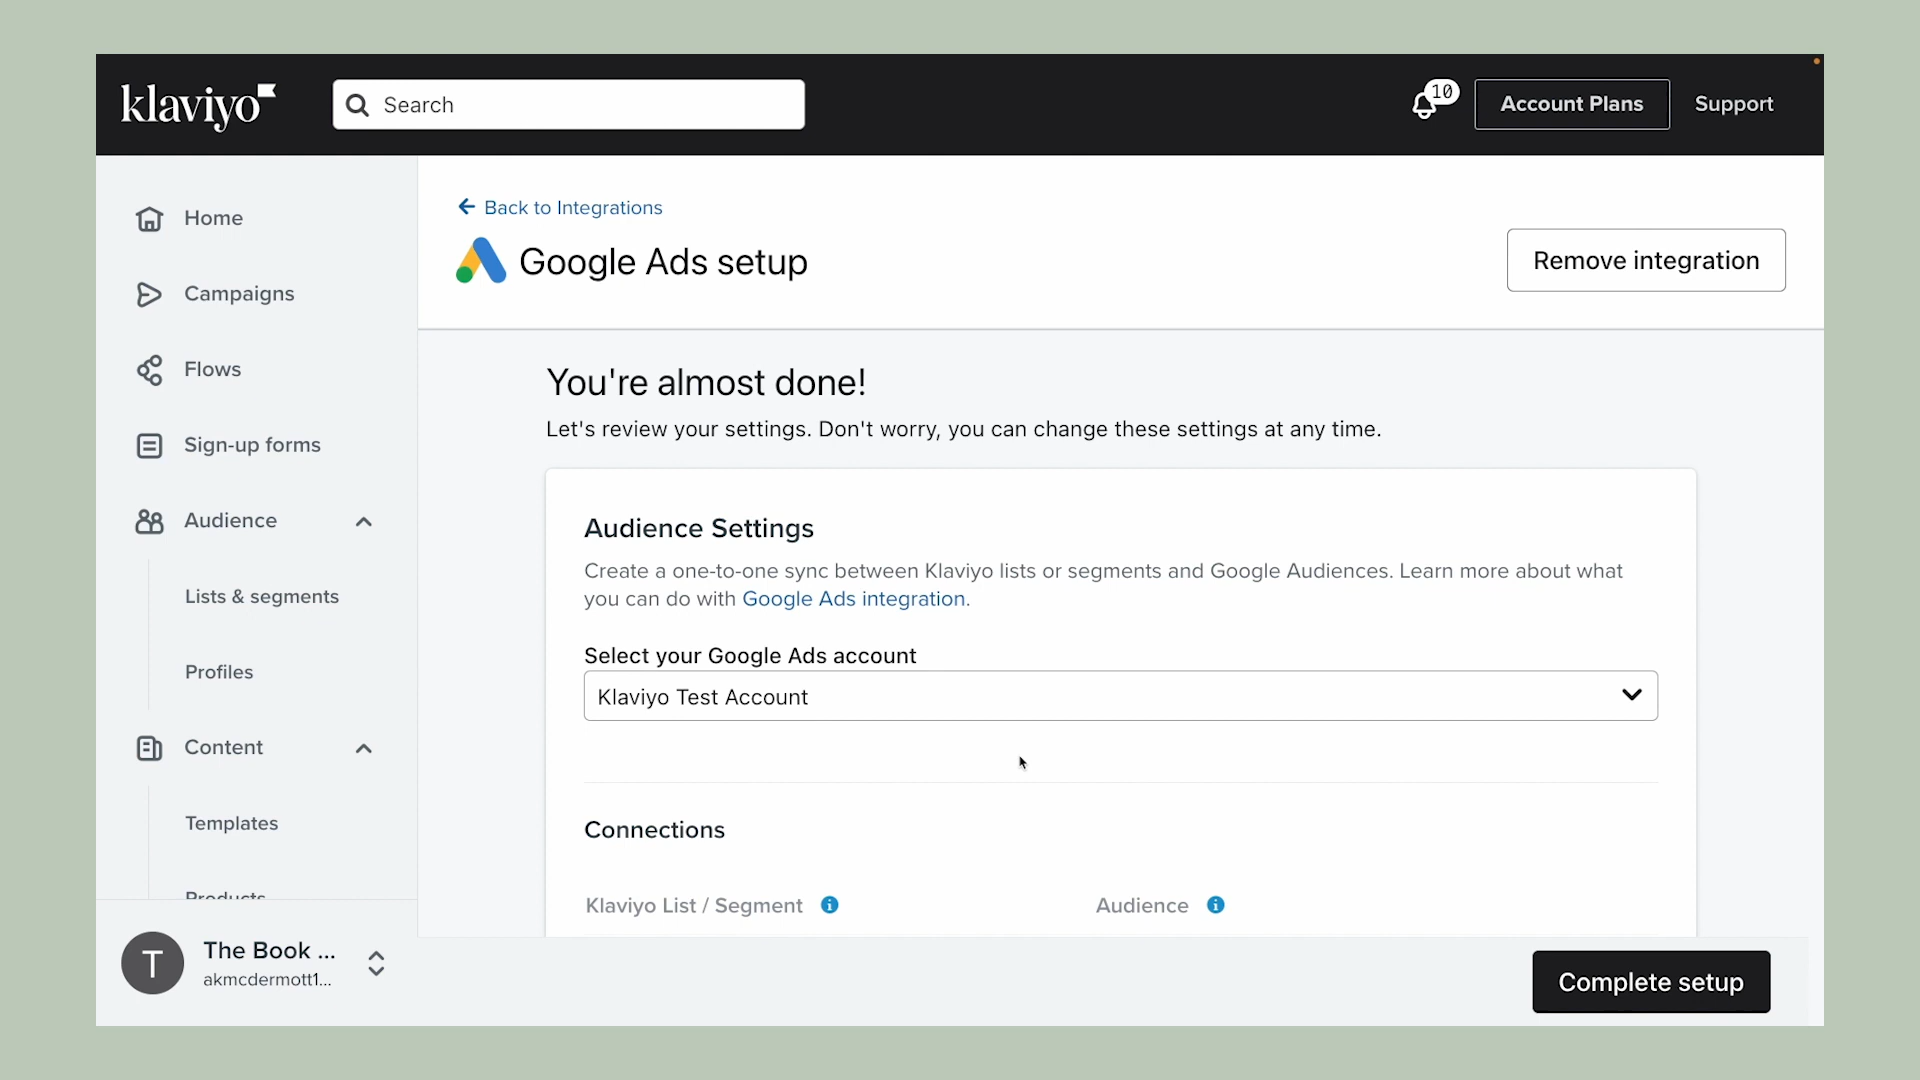 klaviyo
Search
10
Account Plans
Support
Home
Campaigns
Flows
Sign-up forms
Audience
Lists & segments
Profiles
Content
Templates
Products
T
The Book ...
akmcdermott1...
Back to Integrations
Google Ads setup
Remove integration
You're almost done!
Let's review your settings. Don't worry, you can change these settings at any time.
Audience Settings
Create a one-to-one sync between Klaviyo lists or segments and Google Audiences. Learn more about what
you can do with Google Ads integration.
Select your Google Ads account
Klaviyo Test Account
Connections
Klaviyo List / Segment
Audience
Complete setup